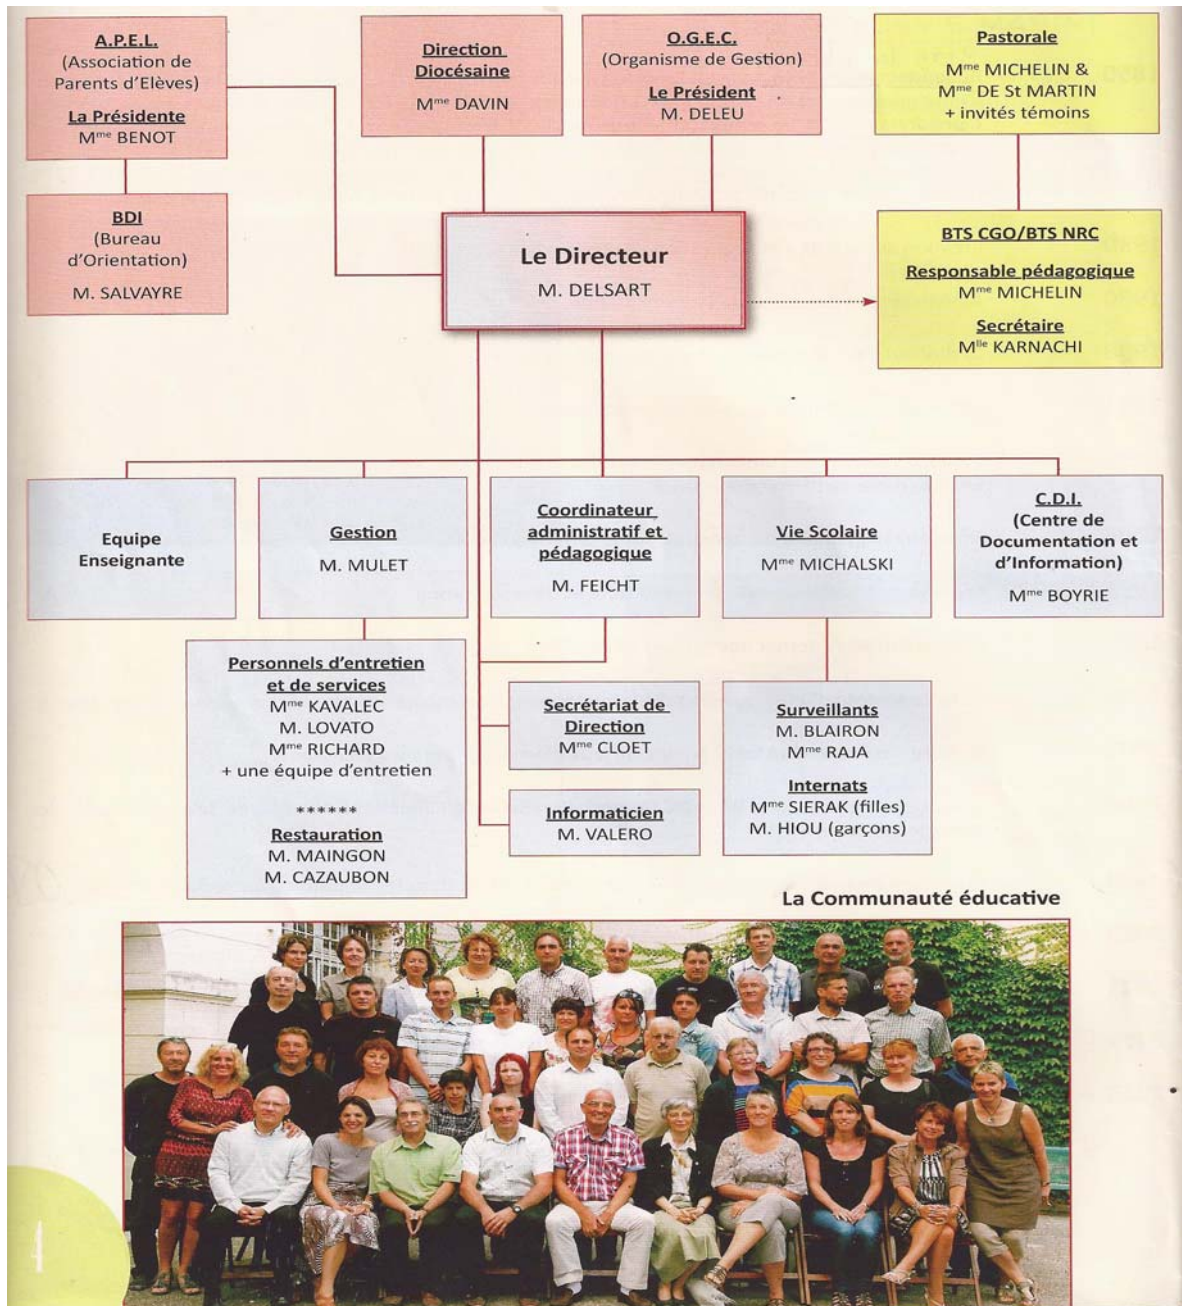 A.P.E.L.
(Association de
Parents d'Elèves)
La Présidente
Mme BENOT
Direction
Diocésaine
Mme DAVIN
O.G.E.C.
(Organisme de Gestion)
Le Président
M. DELEU
Pastorale
Mme MICHELIN &
Mme DE St MARTIN
+ invités témoins
BDI
(Bureau
d'Orientation)
M. SALVAYRE
Le Directeur
M. DELSART
BTS CGO/BTS NRC
Responsable pédagogique
Mme MICHELIN
Secrétaire
Mlle KARNACHI
Equipe
Enseignante
Gestion
M. MULET
Coordinateur
administratif et
pédagogique
M. FEICHT
Vie Scolaire
Mme MICHALSKI
C.D.I.
(Centre de
Documentation et
d'Information)
Mme BOYRIE
Personnels d'entretien
et de services
Mme KAVALEC
M. LOVATO
Mme RICHARD
+ une équipe d'entretien
******
Restauration
M. MAINGON
M. CAZAUBON
Secrétariat de
Direction
Mme CLOET
Informaticien
M. VALERO
Surveillants
M. BLAIRON
Mme RAJA
Internats
Mme SIERAK (filles)
M. HIOU (garçons)
La Communauté éducative